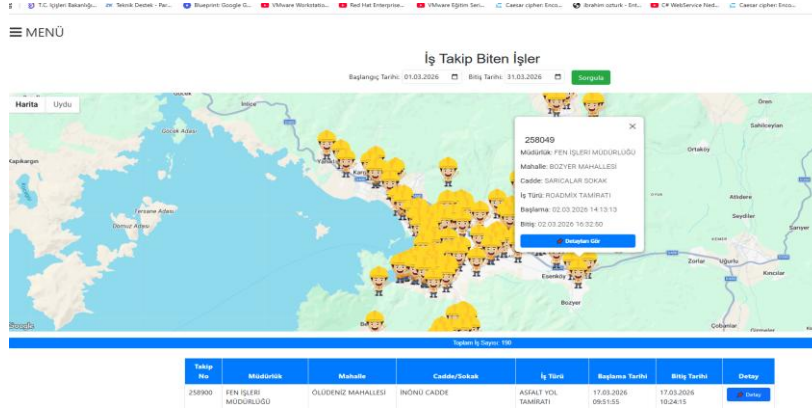 T.C. İçişleri Bakanlığı... Teknik Destek - Par... Blueprint: Google G... VMware Workstatio... Red Hat Enterprise... VMware Eğitim Seri... Caesar cipher: Enco... ibrahim ozturk - Ent... C# WebService Ned... Caesar cipher: Enco...
MENÜ
İş Takip Biten İşler
Başlangıç Tarihi: 01.03.2026 Bitiş Tarihi: 31.03.2026 Sorgula
Harita Uydu
Göcek
İnlice
Ören
Göcek Adası
Sahilceylan
Kapıkargın
Ortaköy
Tersane Adası
Domuz Adası
Atlıdere
Seydiler
KEMER
Zorlar
Uğurlu
Kıncılar
Esenköy
Bozyer
Çobanlar
Google
258049
Müdürlük: FEN İŞLERİ MÜDÜRLÜĞÜ
Mahalle: BOZYER MAHALLESİ
Cadde: SARICALAR SOKAK
İş Türü: ROADMİX TAMİRATI
Başlama: 02.03.2026 14:13:13
Bitiş: 02.03.2026 16:32:50
Detayları Gör
Toplam İş Sayısı: 198
Takip No Müdürlük Mahalle Cadde/Sokak İş Türü Başlama Tarihi Bitiş Tarihi Detay
258900 FEN İŞLERİ MÜDÜRLÜĞÜ ÖLÜDENİZ MAHALLESİ İNÖNÜ CADDE ASFALT YOL TAMİRATI 17.03.2026 09:51:55 17.03.2026 10:24:15 Detay